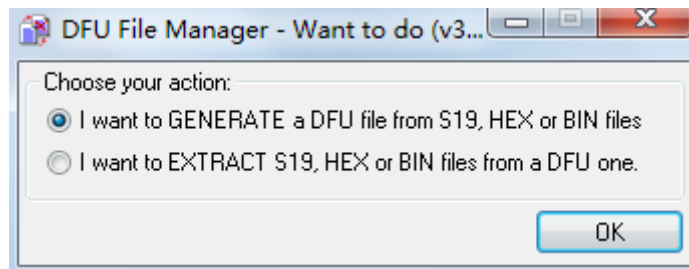 DFU File Manager - Want to do (v3...
Choose your action:
I want to GENERATE a DFU file from S19, HEX or BIN files
I want to EXTRACT S19, HEX or BIN files from a DFU one.
OK